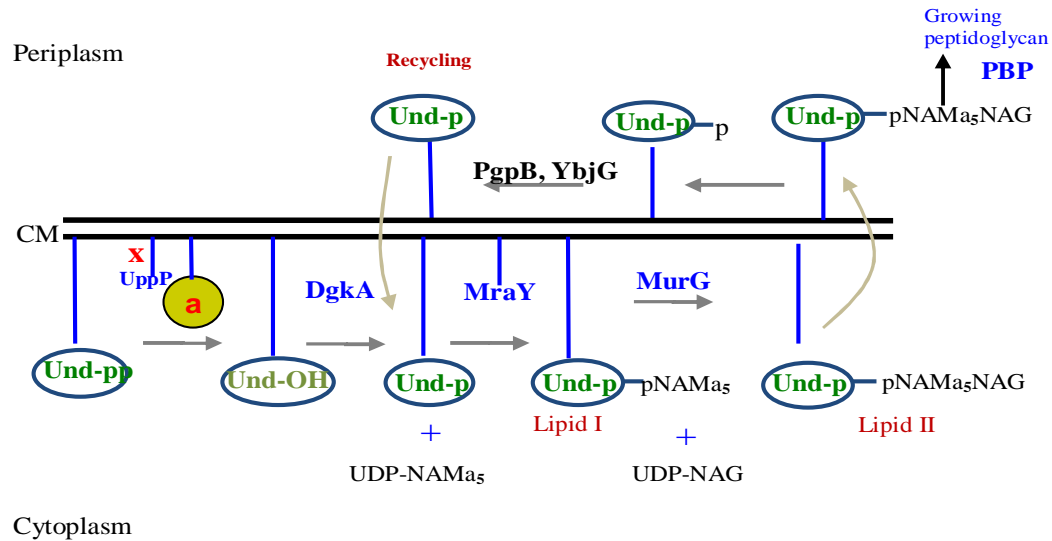 Growing
peptidoglycan
Periplasm
Recycling
PBP
Und-p
Und-p
p
Und-p
pNAMa₅NAG
PgpB, YbjG
CM
x
UppP
a
DgkA
MraY
MurG
Und-pp
Und-OH
Und-p
Und-p
pNAMa₅
Und-p
pNAMa₅NAG
Lipid I
Lipid II
+
+
UDP-NAMa₅
UDP-NAG
Cytoplasm